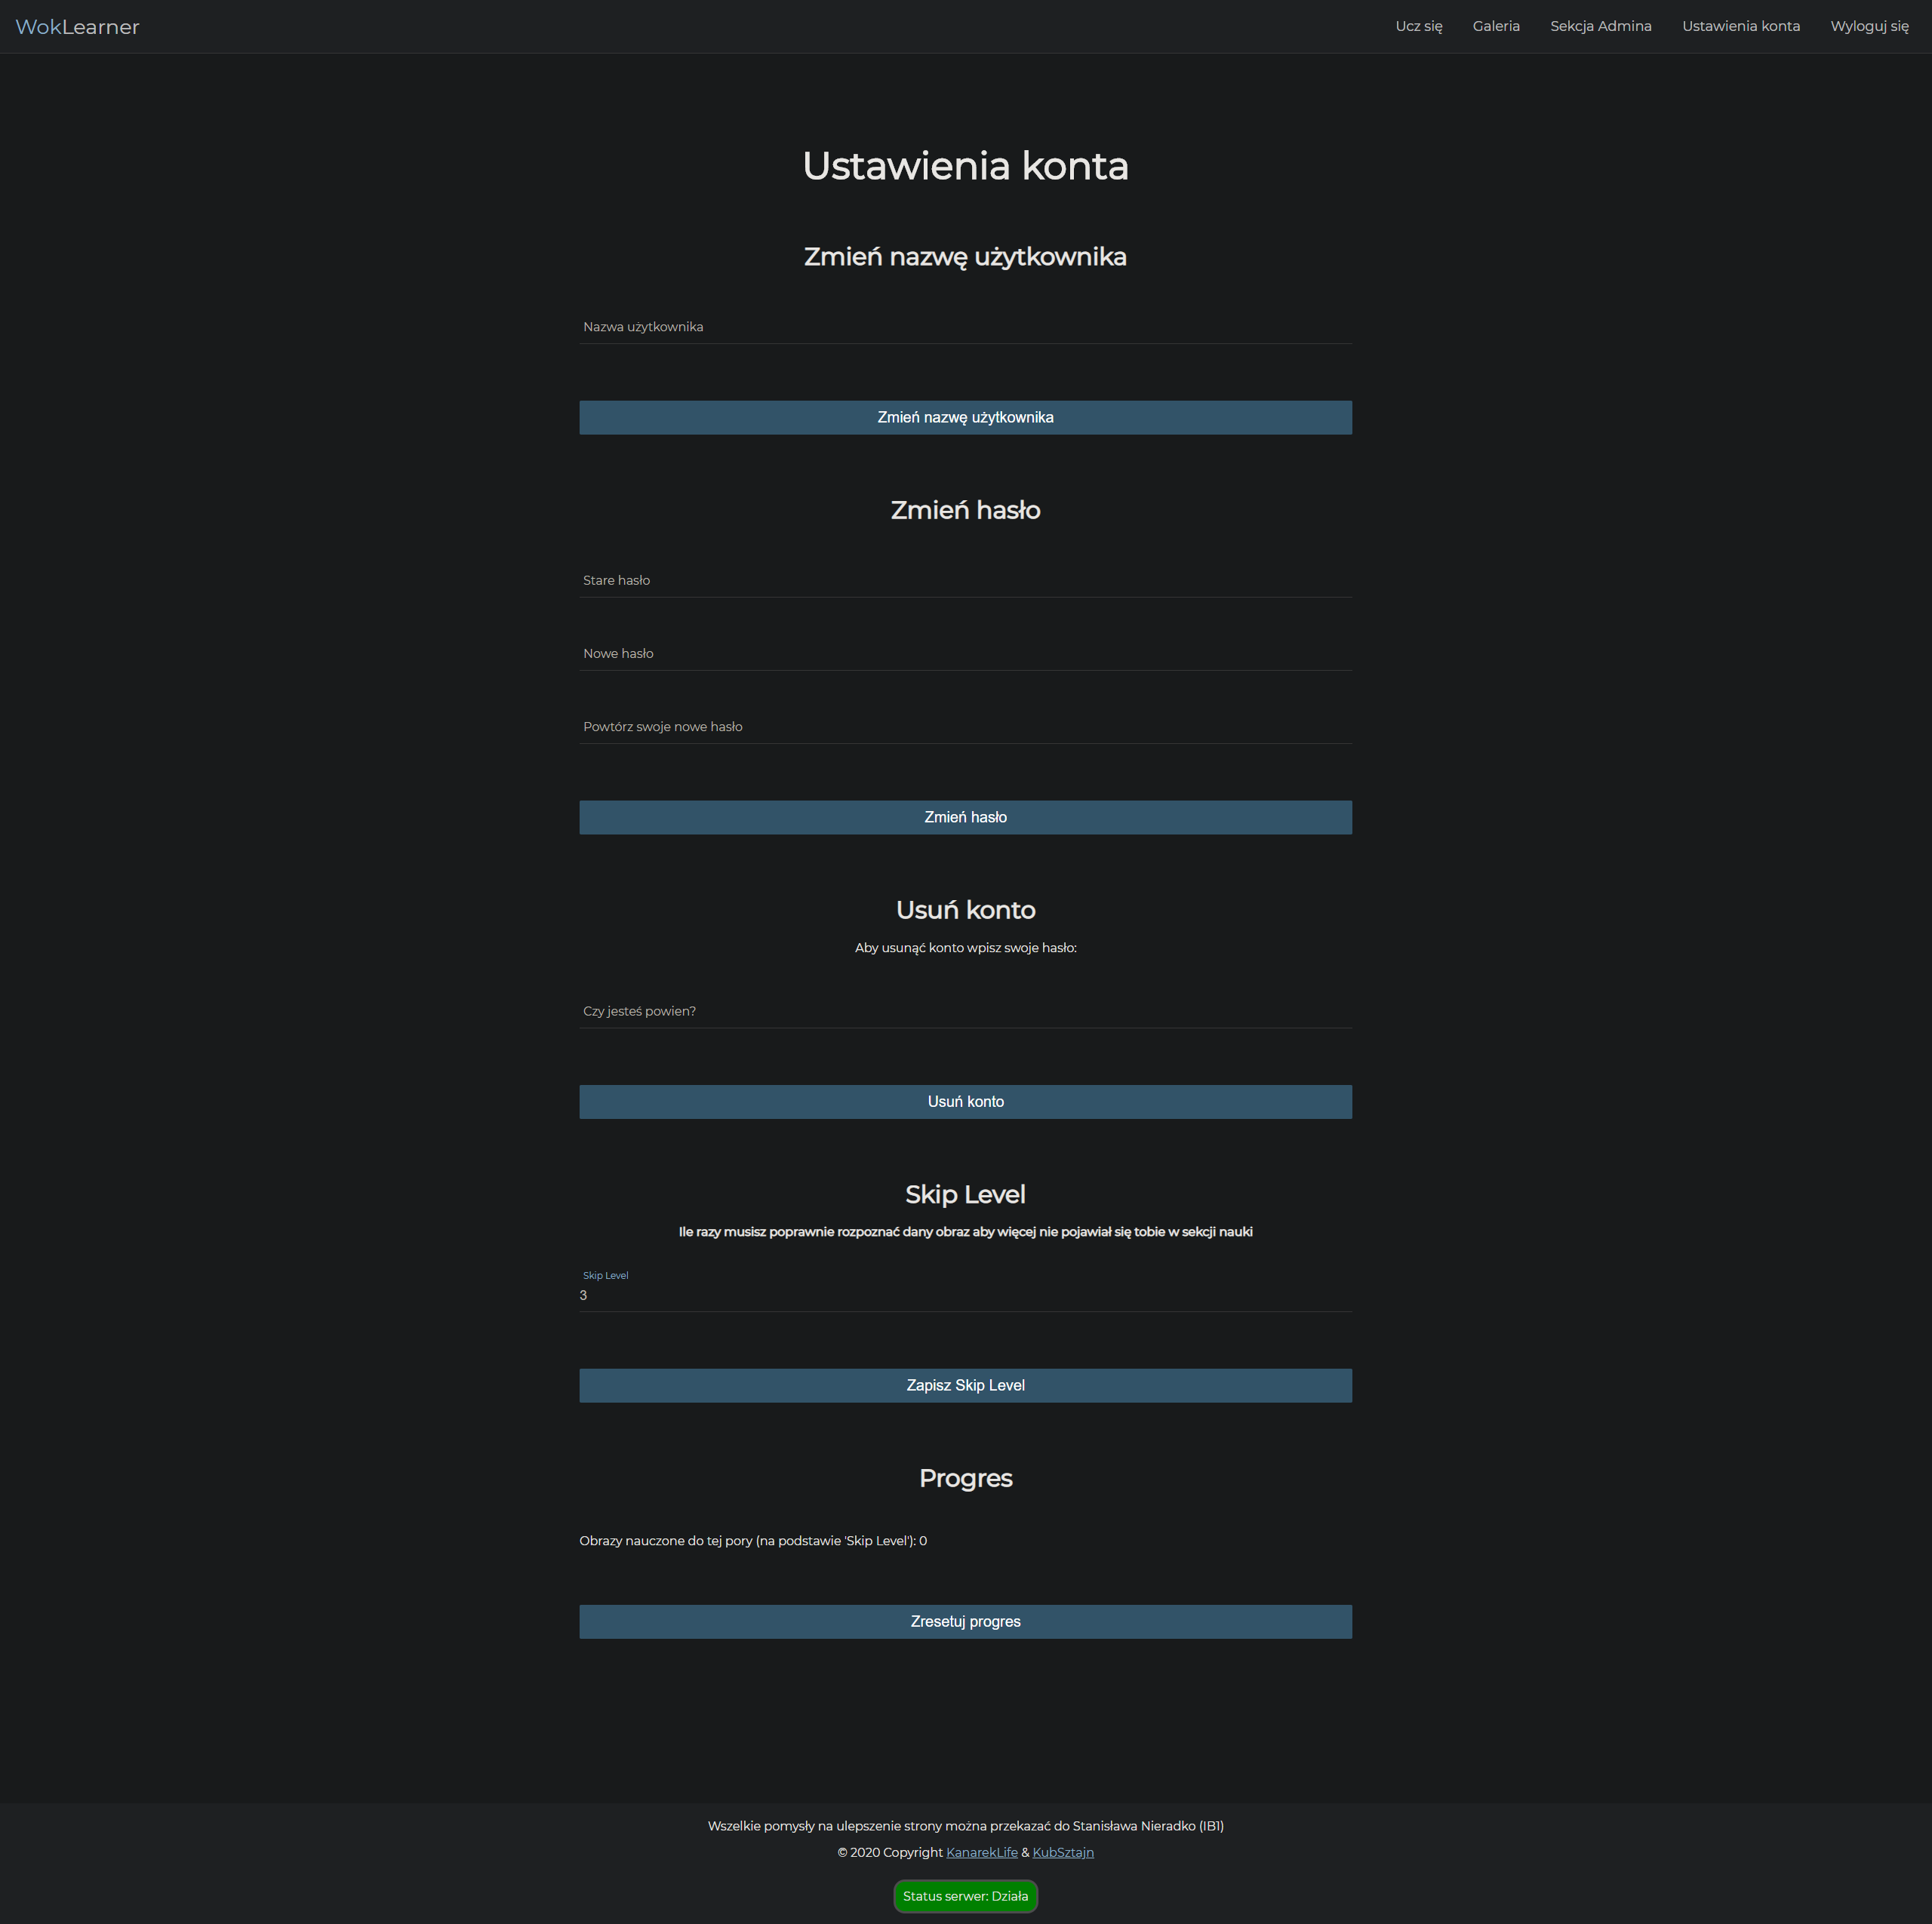 WokLearner
Ucz się
Galeria
Sekcja Admina
Ustawienia konta
Wyloguj się
Ustawienia konta
Zmień nazwę użytkownika
Nazwa użytkownika
Zmień nazwę użytkownika
Zmień hasło
Stare hasło
Nowe hasło
Powtórz swoje nowe hasło
Zmień hasło
Usuń konto
Aby usunąć konto wpisz swoje hasło:
Czy jesteś powien?
Usuń konto
Skip Level
Ile razy musisz poprawnie rozpoznać dany obraz aby więcej nie pojawiał się tobie w sekcji nauki
Skip Level
3
Zapisz Skip Level
Progres
Obrazy nauczone do tej pory (na podstawie 'Skip Level'): 0
Zresetuj progres
Wszelkie pomysły na ulepszenie strony można przekazać do Stanisława Nieradko (IB1)
© 2020 Copyright KanarekLife & KubSztajn
Status serwer: Działa